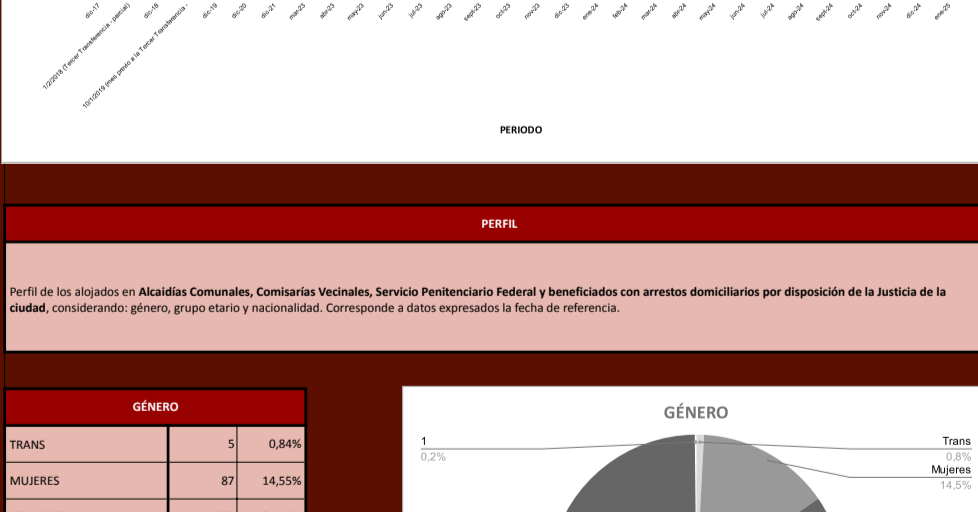 dic-17
1/2/2018 (Tercer Transferencia - parcial)
dic-18
10/1/2019 (mes previo a la Tercer Transferencia -
dic-19
dic-20
dic-21
mar-23
abr-23
may-23
jun-23
jul-23
ago-23
sept-23
oct-23
nov-23
dic-23
ene-24
feb-24
mar-24
abr-24
may-24
jun-24
jul-24
ago-24
sept-24
oct-24
nov-24
dic-24
ene-25
PERIODO
PERFIL
Perfil de los alojados en Alcaidías Comunales, Comisarías Vecinales, Servicio Penitenciario Federal y beneficiados con arrestos domiciliarios por disposición de la Justicia de la
ciudad, considerando: género, grupo etario y nacionalidad. Corresponde a datos expresados la fecha de referencia.
GÉNERO
TRANS 5 0,84%
MUJERES 87 14,55%
GÉNERO
1
0,2%
Trans
0,8%
Mujeres
14,5%